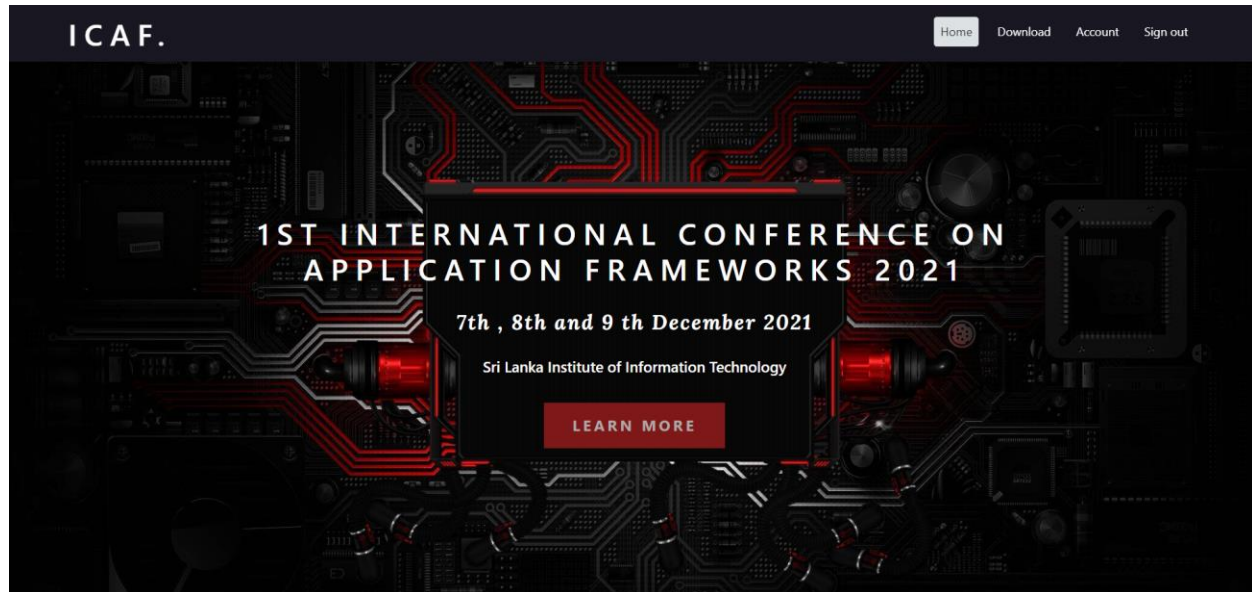 ICAF.
Home Download Account Sign out
1ST INTERNATIONAL CONFERENCE ON
APPLICATION FRAMEWORKS 2021
7th , 8th and 9 th December 2021
Sri Lanka Institute of Information Technology
LEARN MORE